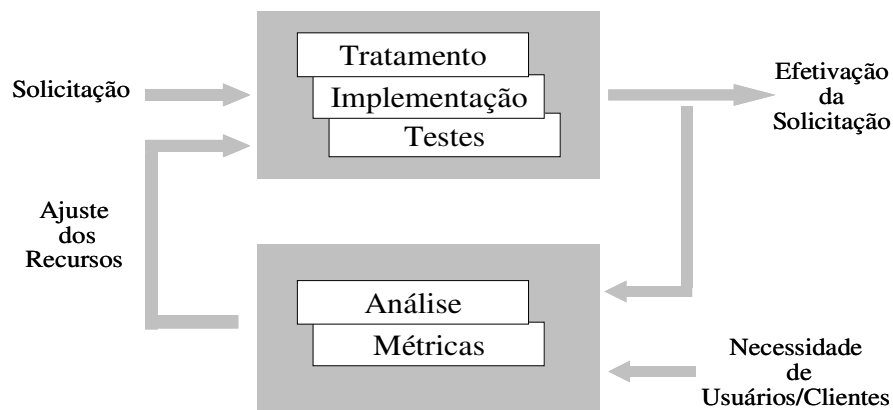 Solicitação
Tratamento
Implementação
Testes
Efetivação
da
Solicitação
Ajuste
dos
Recursos
Análise
Métricas
Necessidade
de
Usuários/Clientes